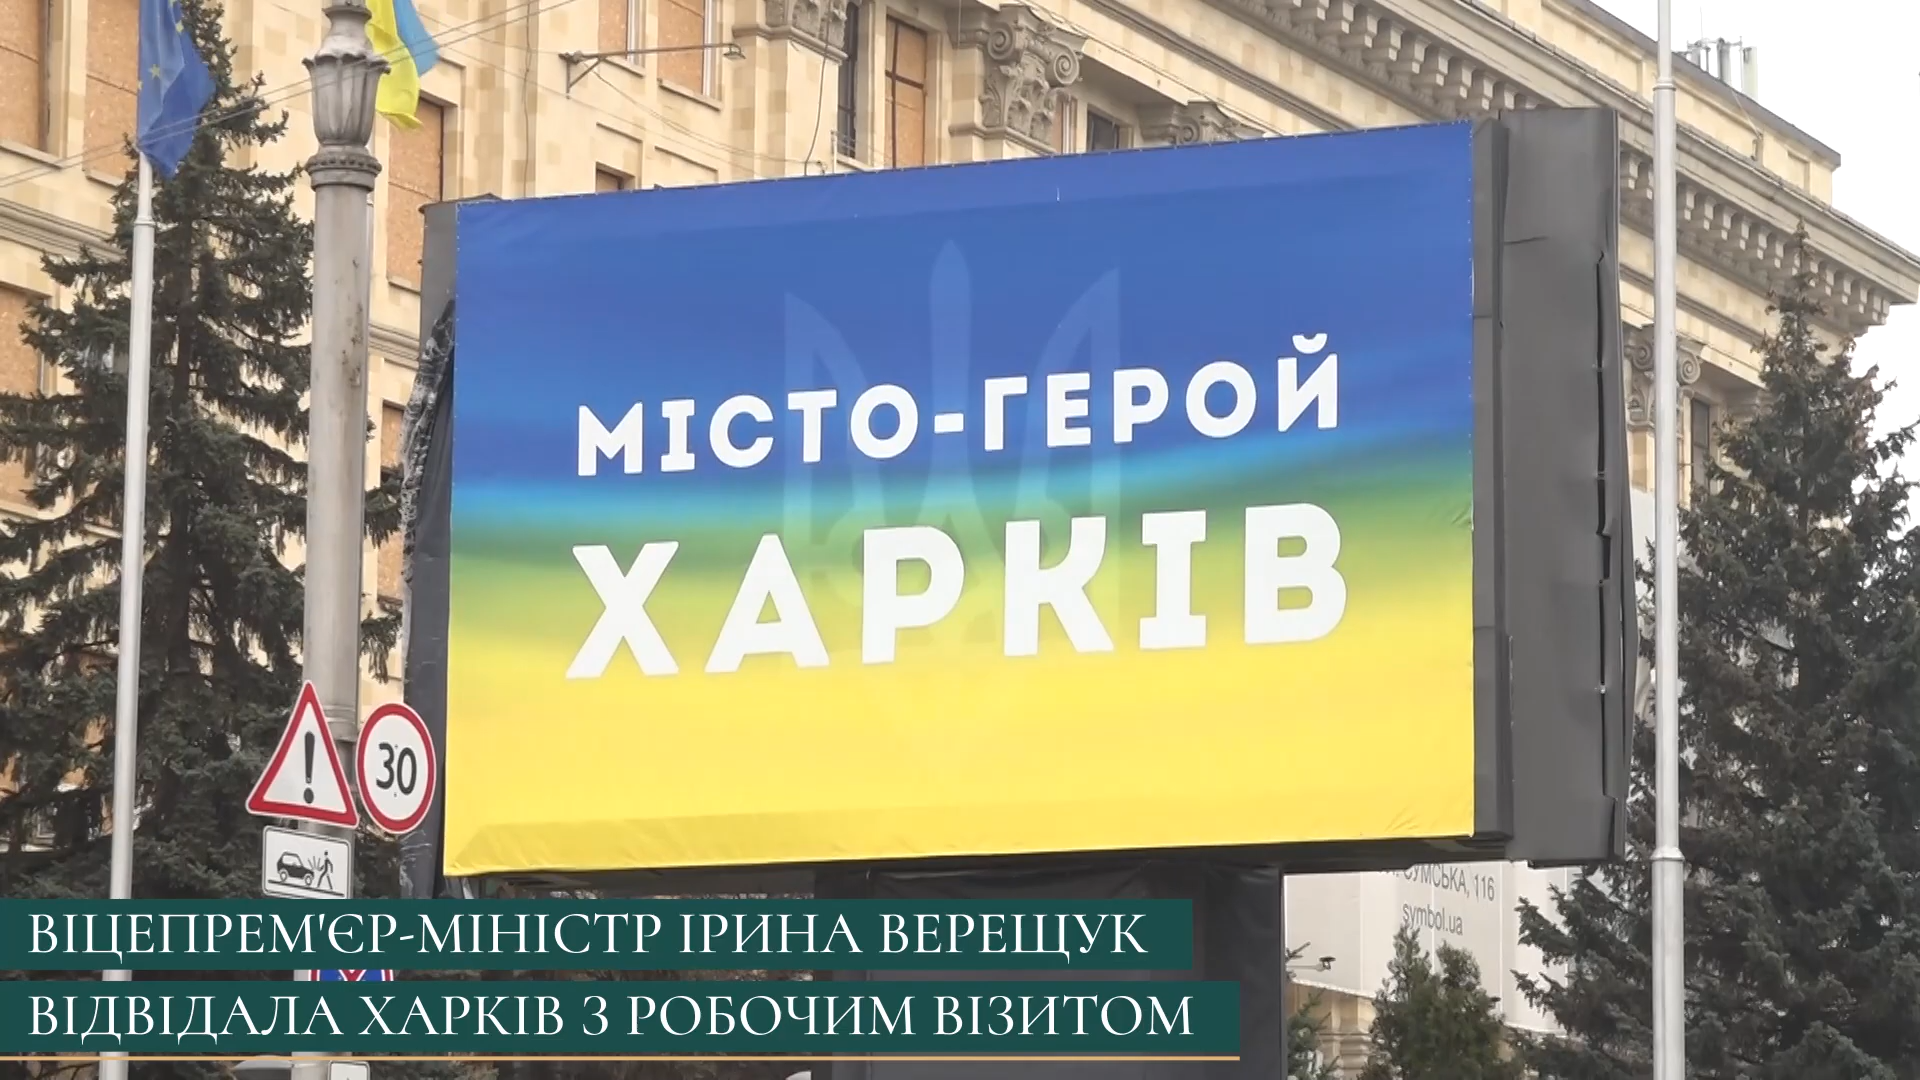 МІСТО-ГЕРОЙ
ХАРКІВ
30
СУМСЬКА, 116
symbol.ua
ВІЦЕПРЕМ'ЄР-МІНІСТР ІРИНА ВЕРЕЩУК
ВІДВІДАЛА ХАРКІВ З РОБОЧИМ ВІЗИТОМ